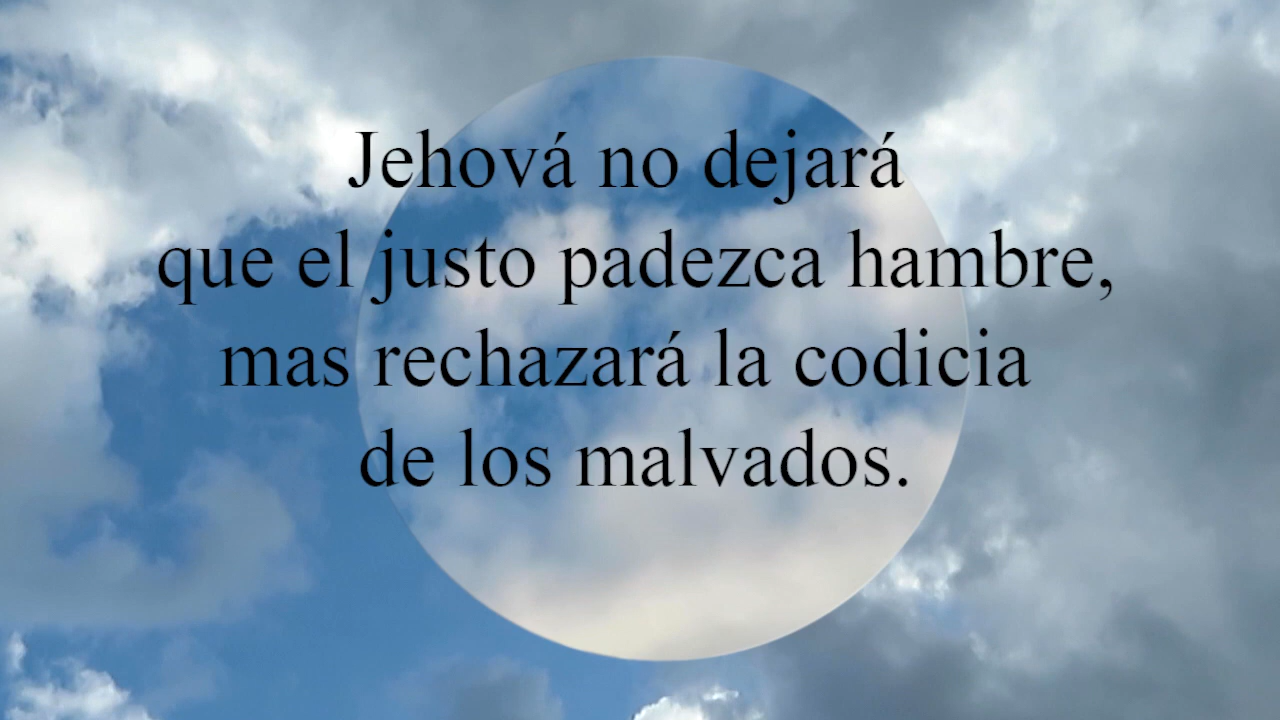 Jehová no dejará
que el justo padezca hambre,
mas rechazará la codicia
de los malvados.